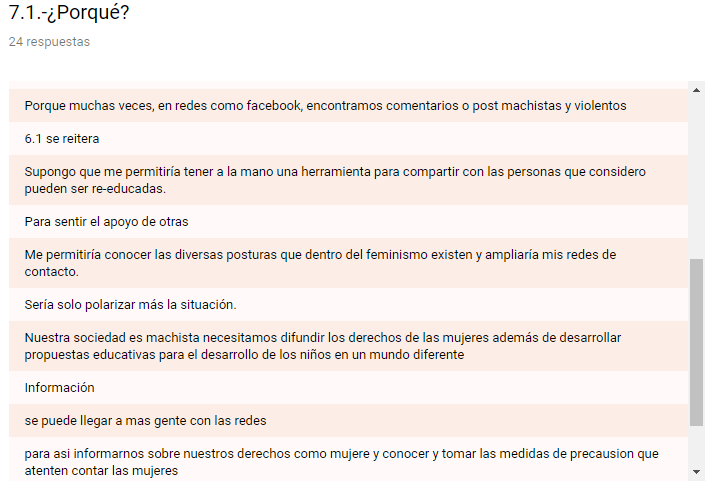 7.1.-¿Porqué?
24 respuestas
Porque muchas veces, en redes como facebook, encontramos comentarios o post machistas y violentos
6.1 se reitera
Supongo que me permitiría tener a la mano una herramienta para compartir con las personas que considero
pueden ser re-educadas.
Para sentir el apoyo de otras
Me permitiría conocer las diversas posturas que dentro del feminismo existen y ampliaría mis redes de
contacto.
Sería solo polarizar más la situación.
Nuestra sociedad es machista necesitamos difundir los derechos de las mujeres además de desarrollar
propuestas educativas para el desarrollo de los niños en un mundo diferente
Información
se puede llegar a mas gente con las redes
para asi informarnos sobre nuestros derechos como mujere y conocer y tomar las medidas de precausion que
atenten contar las mujeres